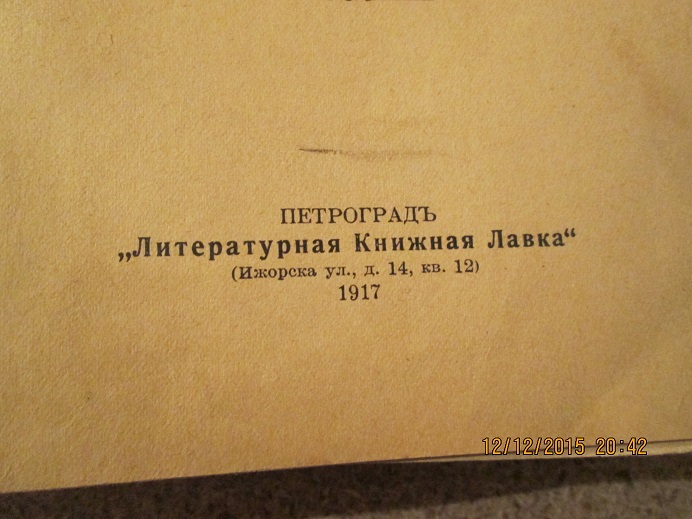 ПЕТРОГРАДЪ
„Литературная Книжная Лавка“
(Ижорска ул., д. 14, кв. 12)
1917
12/12/2015 20:42